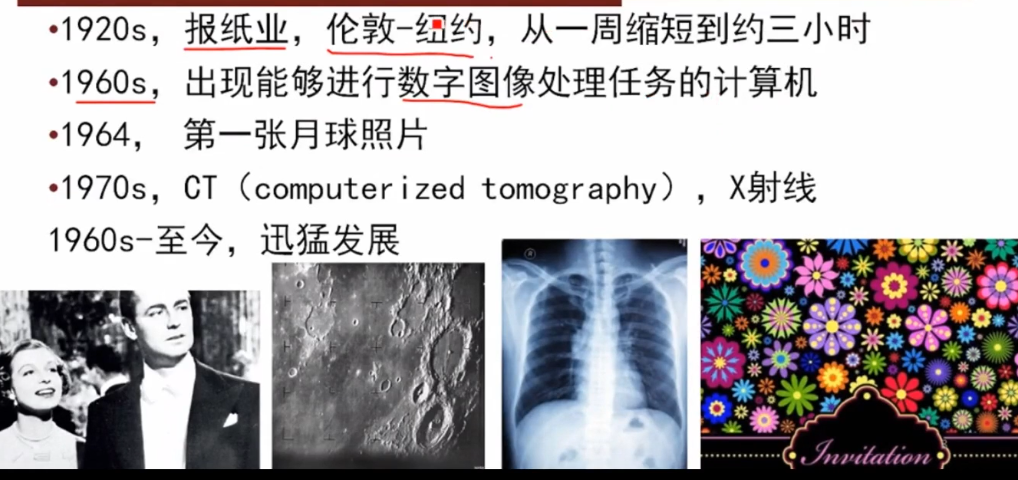 •1920s，报纸业，伦敦-纽约，从一周缩短到约三小时
•1960s，出现能够进行数字图像处理任务的计算机
•1964， 第一张月球照片
•1970s，CT（computerized tomography），X射线
1960s-至今，迅猛发展
Invitation